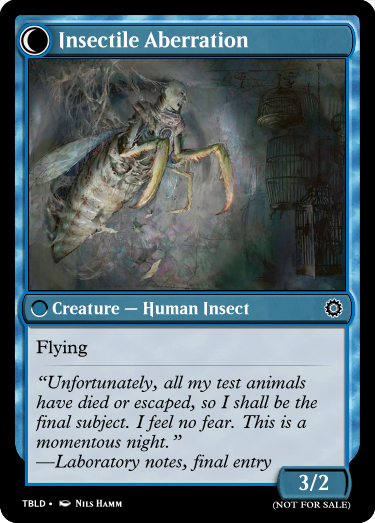 Insectile Aberration
Creature — Human Insect
Flying
“Unfortunately, all my test animals
have died or escaped, so I shall be the
final subject. I feel no fear. This is a
momentous night.”
—Laboratory notes, final entry
3/2
TBLD • Nils Hamm
(NOT FOR SALE)